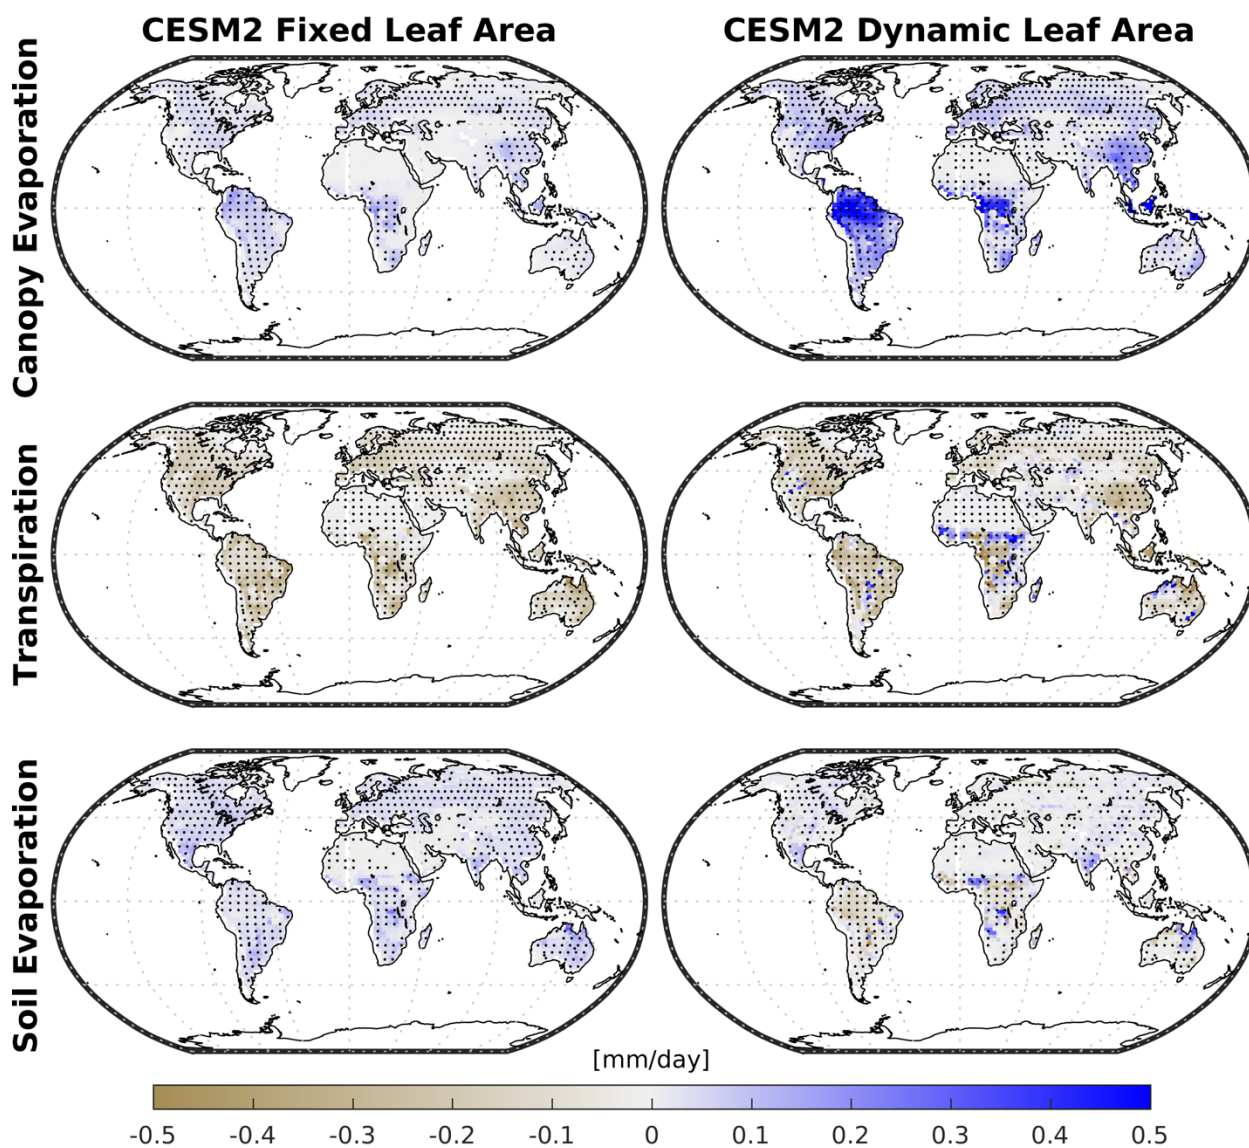 CESM2 Fixed Leaf Area CESM2 Dynamic Leaf Area
Canopy Evaporation
Transpiration
Soil Evaporation
[mm/day]
-0.5 -0.4 -0.3 -0.2 -0.1 0 0.1 0.2 0.3 0.4 0.5